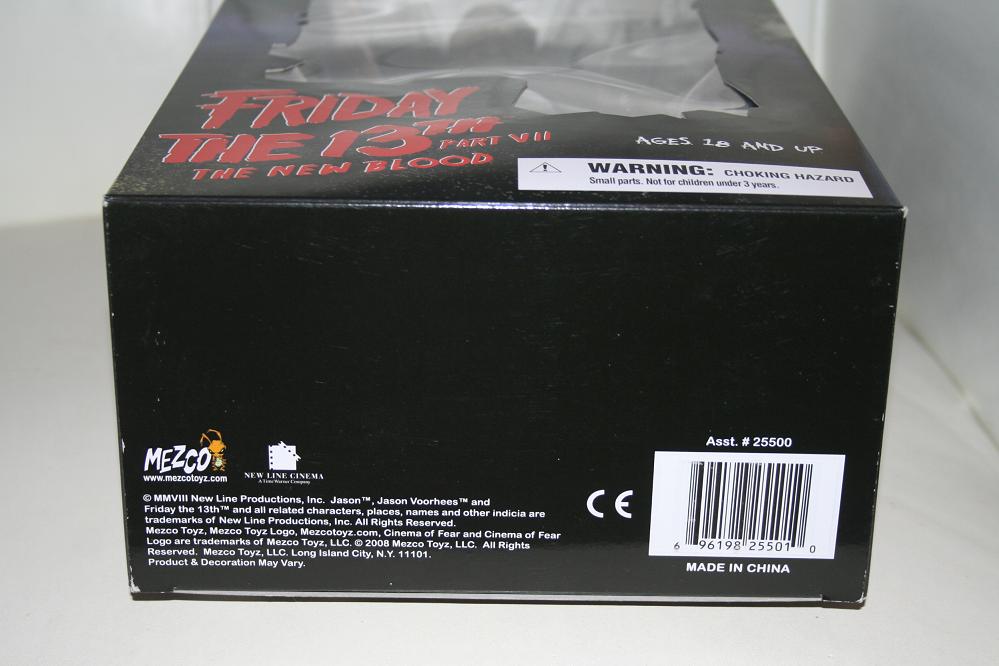 FRIDAY
THE 13TH PART VII
THE NEW BLOOD
AGES 18 AND UP
WARNING: CHOKING HAZARD
Small parts. Not for children under 3 years.
MEZCO
www.mezcotoyz.com
NEW LINE CINEMA
A Time Warner Company
© MMVIII New Line Productions, Inc. Jason™, Jason Voorhees™ and
Friday the 13th™ and all related characters, places, names and other indicia are
trademarks of New Line Productions, Inc. All Rights Reserved.
Mezco Toyz, Mezco Toyz Logo, Mezcotoyz.com, Cinema of Fear and Cinema of Fear
Logo are trademarks of Mezco Toyz, LLC. © 2008 Mezco Toyz, LLC. All Rights
Reserved. Mezco Toyz, LLC. Long Island City, N.Y. 11101.
Product & Decoration May Vary.
CE
Asst. # 25500
6 96198 25501 0
MADE IN CHINA